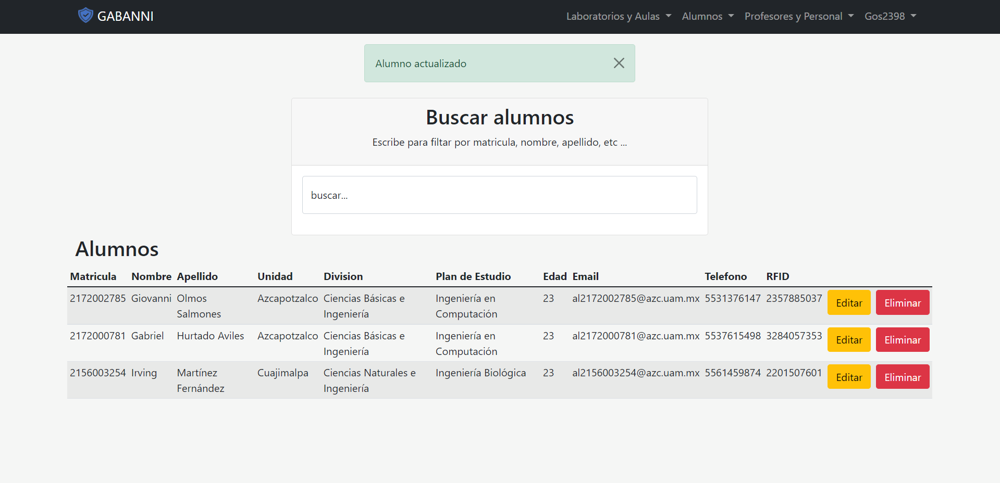 GABANNI
Laboratorios y Aulas Alumnos Profesores y Personal Gos2398
Alumno actualizado
Buscar alumnos
Escribe para filtar por matricula, nombre, apellido, etc ...
buscar...
Alumnos
Matricula Nombre Apellido Unidad Division Plan de Estudio Edad Email Telefono RFID
2172002785 Giovanni Olmos Azcapotzalco Ciencias Básicas e Ingeniería en 23 al2172002785@azc.uam.mx 5531376147 2357885037 Editar Eliminar
Salmones Ingeniería Computación
2172000781 Gabriel Hurtado Aviles Azcapotzalco Ciencias Básicas e Ingeniería en 23 al2172000781@azc.uam.mx 5537615498 3284057353 Editar Eliminar
Ingeniería Computación
2156003254 Irving Martínez Cuajimalpa Ciencias Naturales e Ingeniería Biológica 23 al2156003254@azc.uam.mx 5561459874 2201507601 Editar Eliminar
Fernández Ingeniería